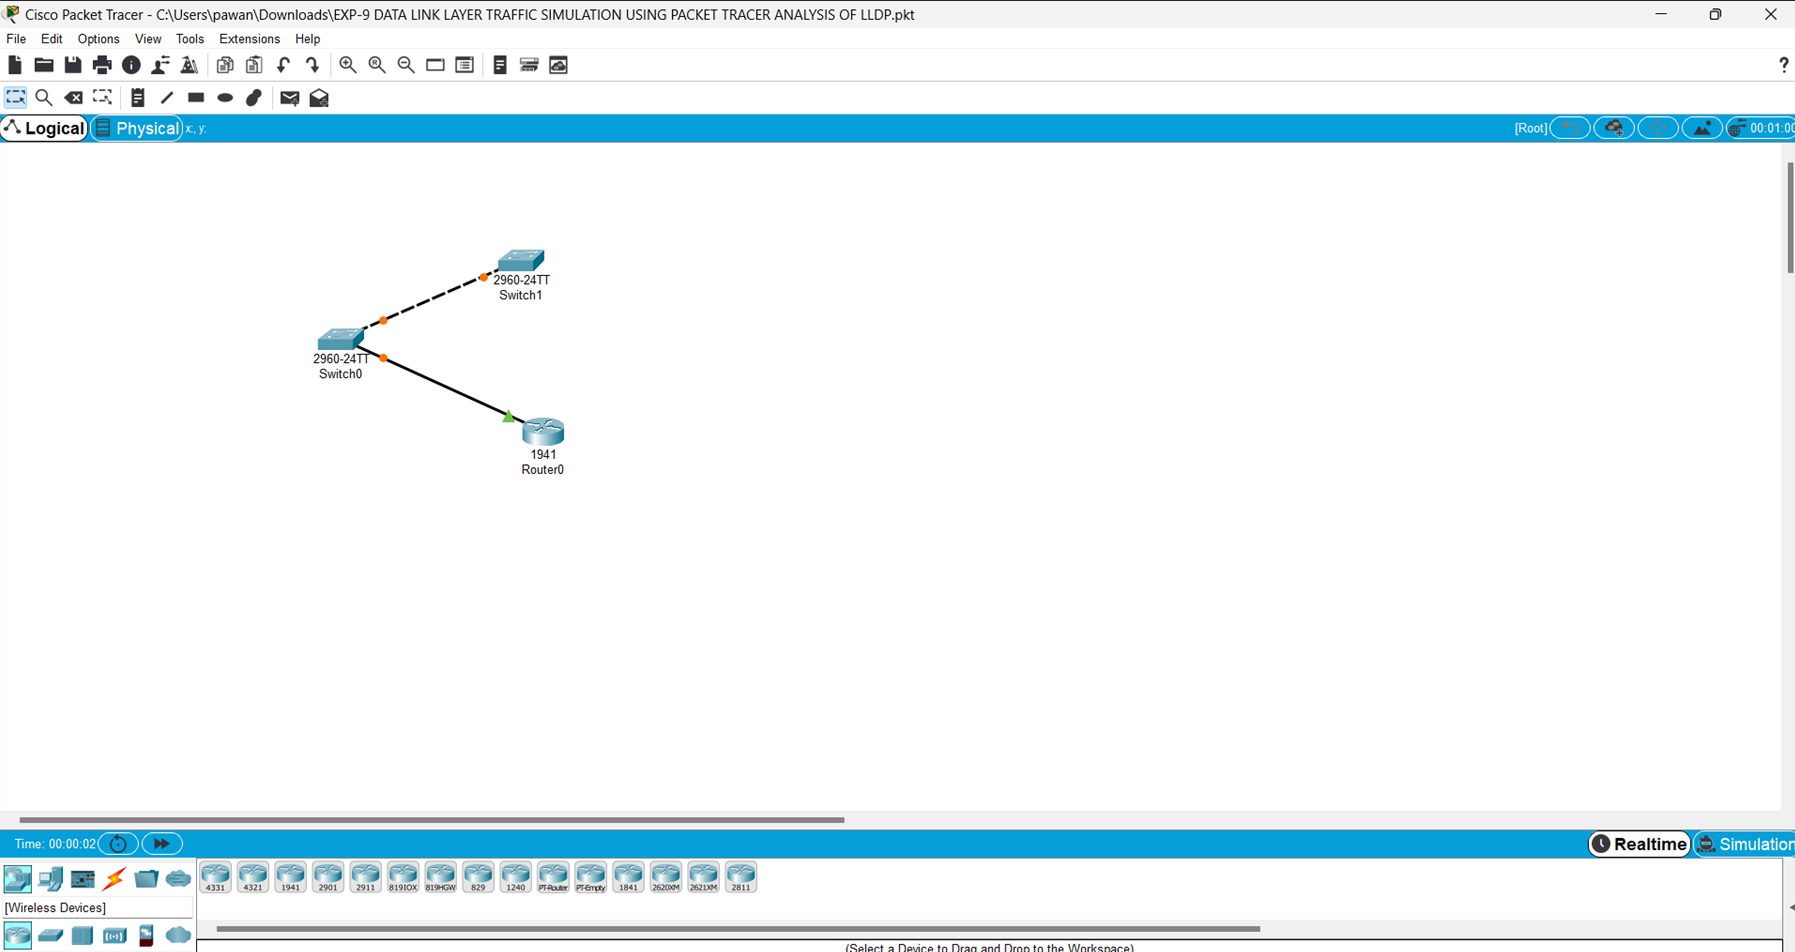 Cisco Packet Tracer - C:\Users\pawan\Downloads\EXP-9 DATA LINK LAYER TRAFFIC SIMULATION USING PACKET TRACER ANALYSIS OF LLDP.pkt
File Edit Options View Tools Extensions Help
?
Logical Physical x:, y:
[Root] 00:01:00
2960-24TT
Switch1
2960-24TT
Switch0
1941
Router0
Time: 00:00:02
Realtime Simulation
4331 4321 1941 2901 2911 819IOX 819HGW 829 1240 PT-Router PT-Empty 1841 2620XM 2621XM 2811
[Wireless Devices]
(Select a Device to Drag and Drop to the Workspace)